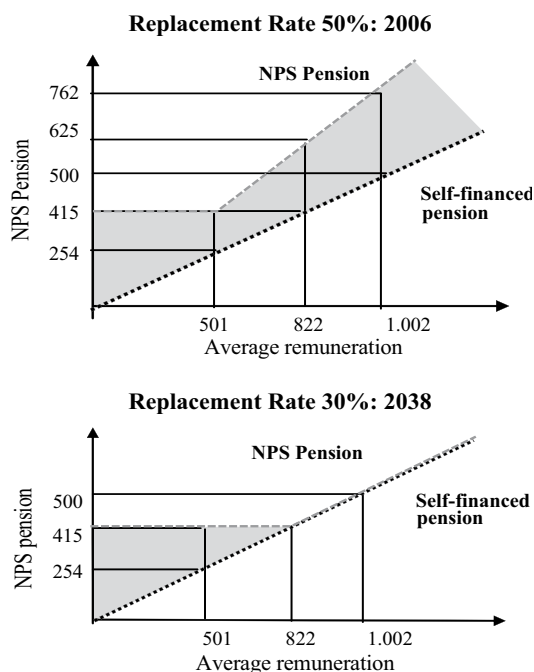 Replacement Rate 50%: 2006
NPS Pension
762
625
500
415
254
NPS Pension
Self-financed
pension
501 822 1.002
Average remuneration
Replacement Rate 30%: 2038
NPS Pension
500
415
254
NPS pension
Self-financed
pension
501 822 1.002
Average remuneration